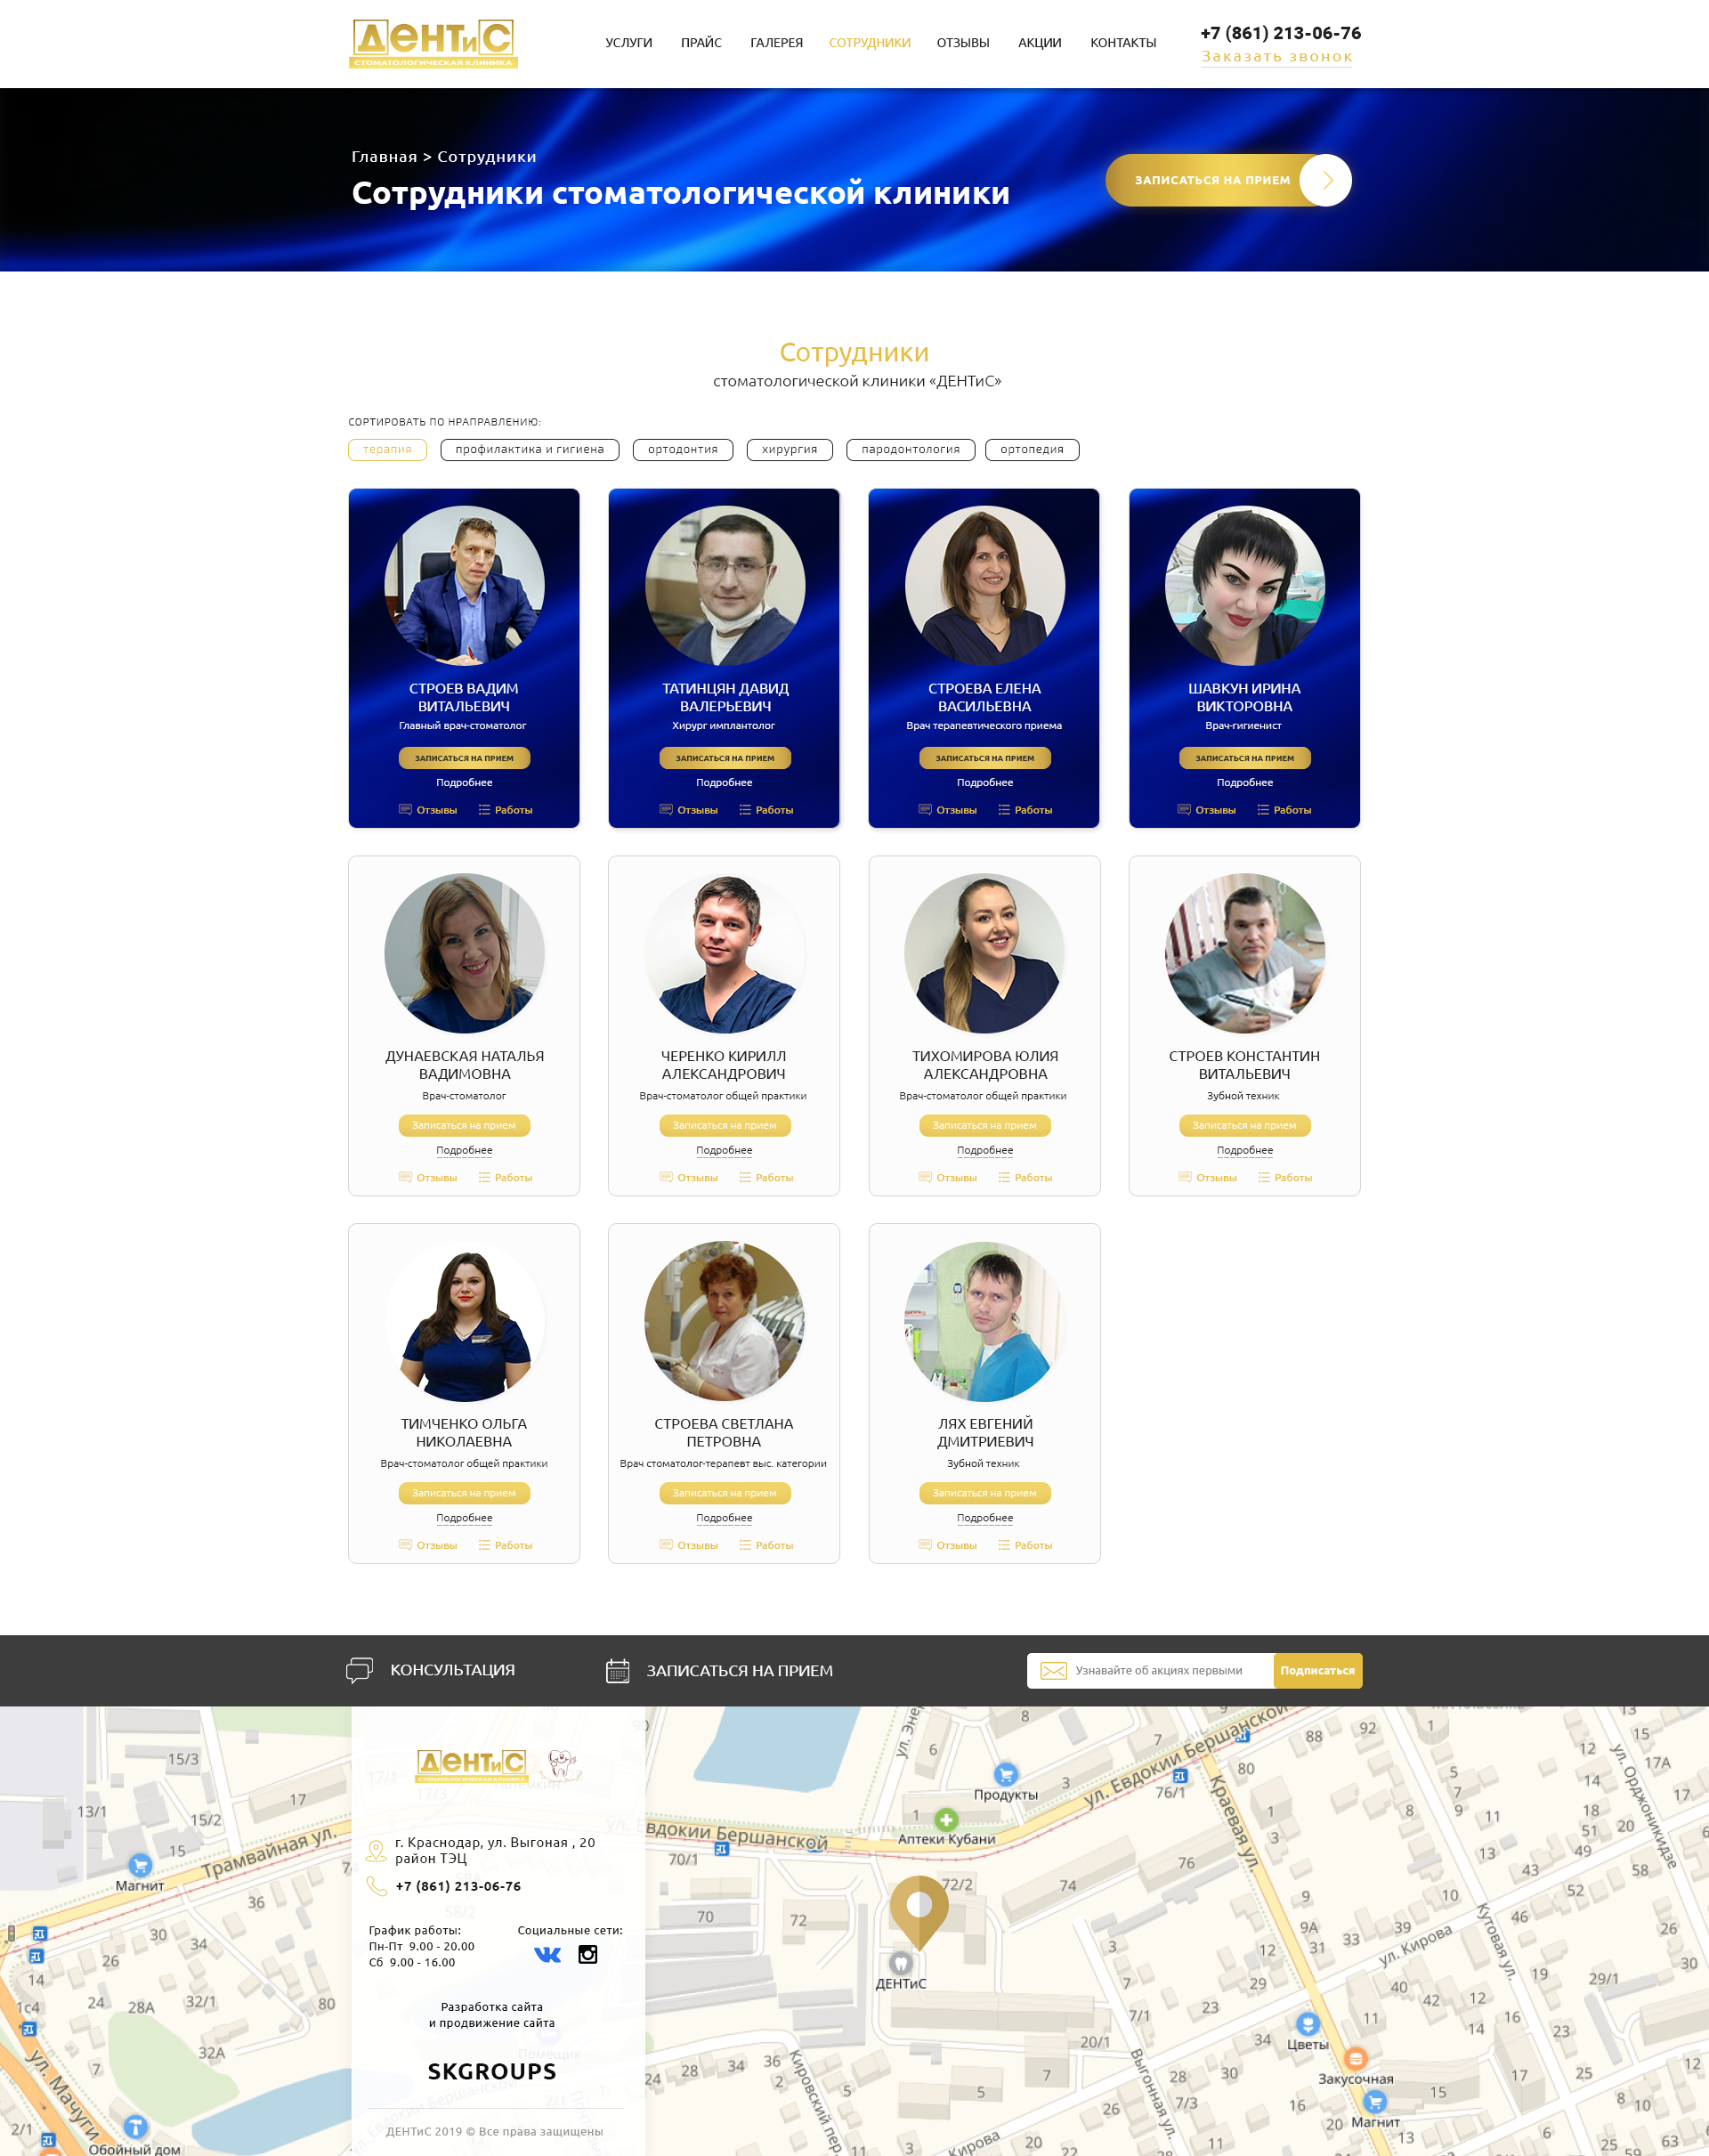 ДЕНТиС
СТОМАТОЛОГИЧЕСКАЯ КЛИНИКА
УСЛУГИ ПРАЙС ГАЛЕРЕЯ СОТРУДНИКИ ОТЗЫВЫ АКЦИИ КОНТАКТЫ
+7 (861) 213-06-76
Заказать звонок
Главная > Сотрудники
Сотрудники стоматологической клиники
ЗАПИСАТЬСЯ НА ПРИЕМ
Сотрудники
стоматологической клиники «ДЕНТиС»
СОРТИРОВАТЬ ПО НРАПРАВЛЕНИЮ:
терапия профилактика и гигиена ортодонтия хирургия пародонтология ортопедия
СТРОЕВ ВАДИМ
ВИТАЛЬЕВИЧ
Главный врач-стоматолог
ЗАПИСАТЬСЯ НА ПРИЕМ
Подробнее
Отзывы Работы
ТАТИНЦЯН ДАВИД
ВАЛЕРЬЕВИЧ
Хирург имплантолог
ЗАПИСАТЬСЯ НА ПРИЕМ
Подробнее
Отзывы Работы
СТРОЕВА ЕЛЕНА
ВАСИЛЬЕВНА
Врач терапевтического приема
ЗАПИСАТЬСЯ НА ПРИЕМ
Подробнее
Отзывы Работы
ШАВКУН ИРИНА
ВИКТОРОВНА
Врач-гигиенист
ЗАПИСАТЬСЯ НА ПРИЕМ
Подробнее
Отзывы Работы
ДУНАЕВСКАЯ НАТАЛЬЯ
ВАДИМОВНА
Врач-стоматолог
Записаться на прием
Подробнее
Отзывы Работы
ЧЕРЕНКО КИРИЛЛ
АЛЕКСАНДРОВИЧ
Врач-стоматолог общей практики
Записаться на прием
Подробнее
Отзывы Работы
ТИХОМИРОВА ЮЛИЯ
АЛЕКСАНДРОВНА
Врач-стоматолог общей практики
Записаться на прием
Подробнее
Отзывы Работы
СТРОЕВ КОНСТАНТИН
ВИТАЛЬЕВИЧ
Зубной техник
Записаться на прием
Подробнее
Отзывы Работы
ТИМЧЕНКО ОЛЬГА
НИКОЛАЕВНА
Врач-стоматолог общей практики
Записаться на прием
Подробнее
Отзывы Работы
СТРОЕВА СВЕТЛАНА
ПЕТРОВНА
Врач стоматолог-терапевт выс. категории
Записаться на прием
Подробнее
Отзывы Работы
ЛЯХ ЕВГЕНИЙ
ДМИТРИЕВИЧ
Зубной техник
Записаться на прием
Подробнее
Отзывы Работы
КОНСУЛЬТАЦИЯ
ЗАПИСАТЬСЯ НА ПРИЕМ
Узнавайте об акциях первыми
Подписаться
ДЕНТиС
СТОМАТОЛОГИЧЕСКАЯ КЛИНИКА
г. Краснодар, ул. Выгоная , 20
район ТЭЦ
+7 (861) 213-06-76
График работы:
Пн-Пт 9.00 - 20.00
Сб 9.00 - 16.00
Социальные сети:
Разработка сайта
и продвижение сайта
SKGROUPS
ДЕНТиС 2019 © Все права защищены
Трамвайная ул.
Магнит
ул. Мачуги
Обойный дом
ул. Евдокии Бершанской
ул. Евдокии Бершанской
Продукты
Аптеки Кубани
ДЕНТиС
Краевая ул.
ул. Орджоникидзе
ул. Кирова
Кутовая ул.
Цветы
Закусочная
Магнит
Выгонная ул.
Кировский пер.
Кирова